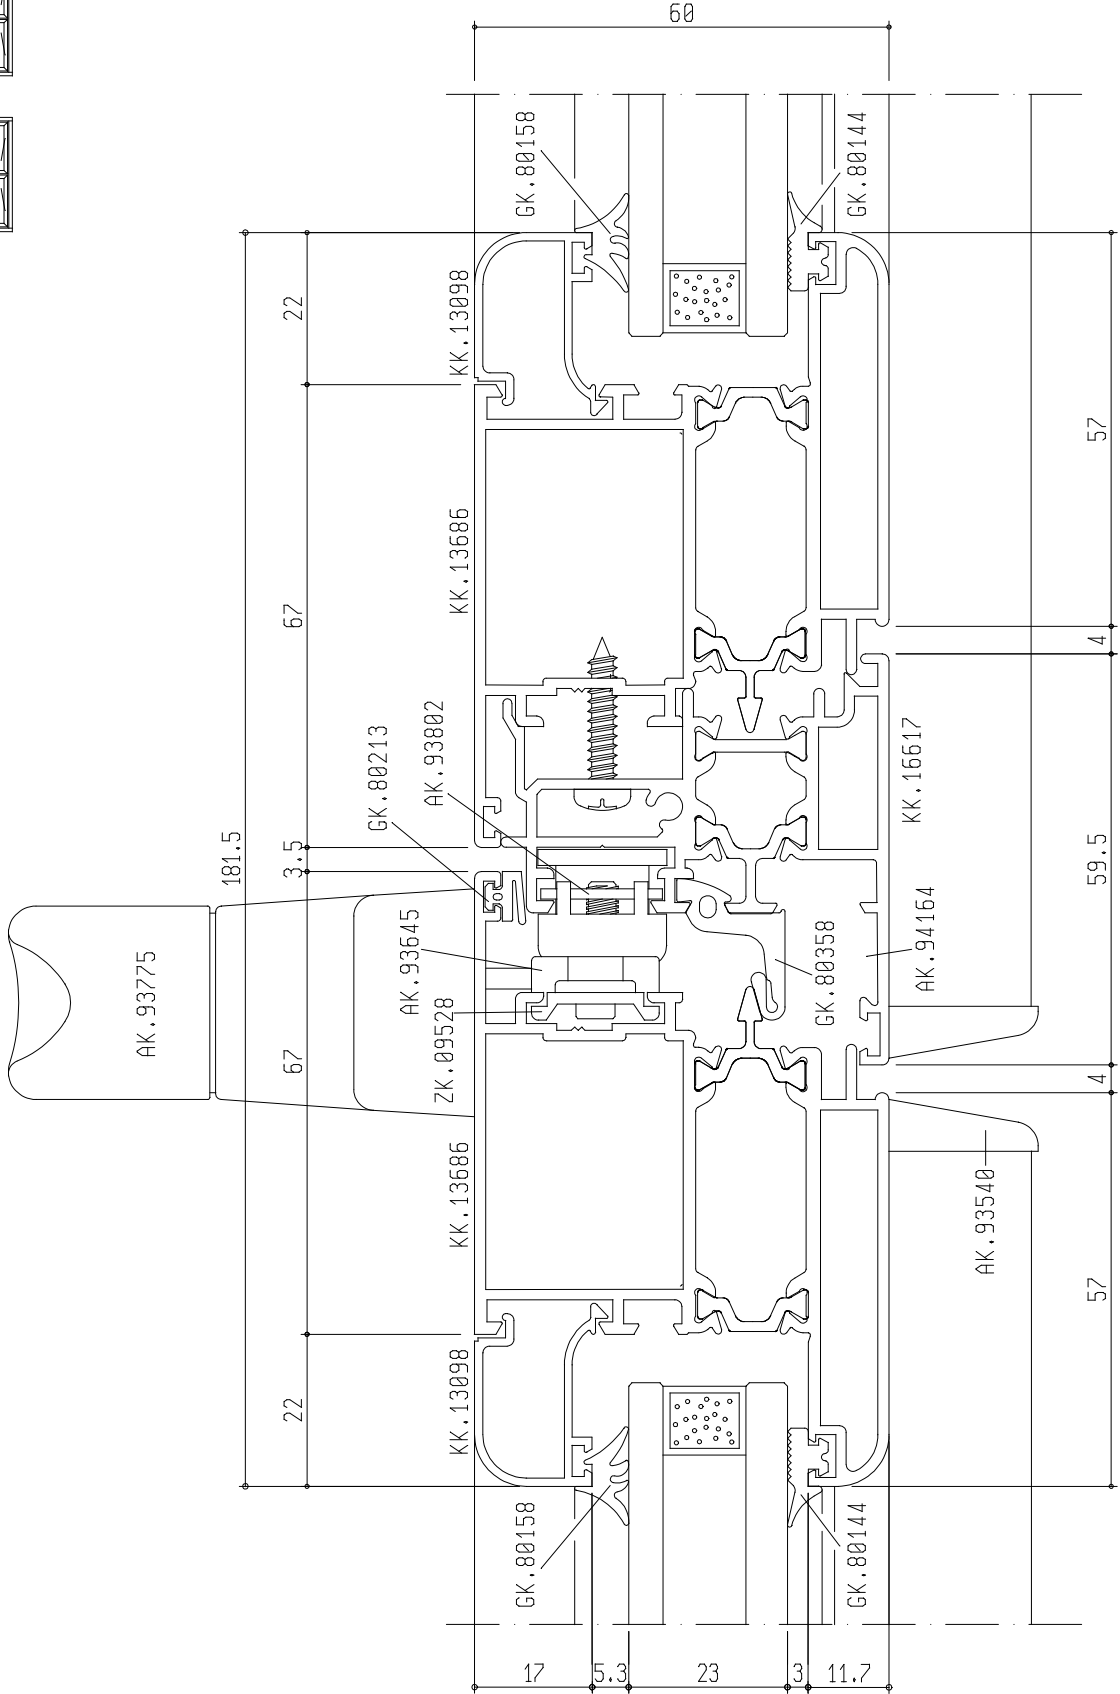 60
GK.80158
GK.80144
22
KK.13098
57
67
KK.13686
4
AK.93802
GK.80213
KK.16617
181.5
3.5
59.5
AK.94164
AK.93645
GK.80358
AK.93775
ZK.09528
67
4
KK.13686
AK.93540
57
22
KK.13098
GK.80158
GK.80144
17
5.3
23
3
11.7